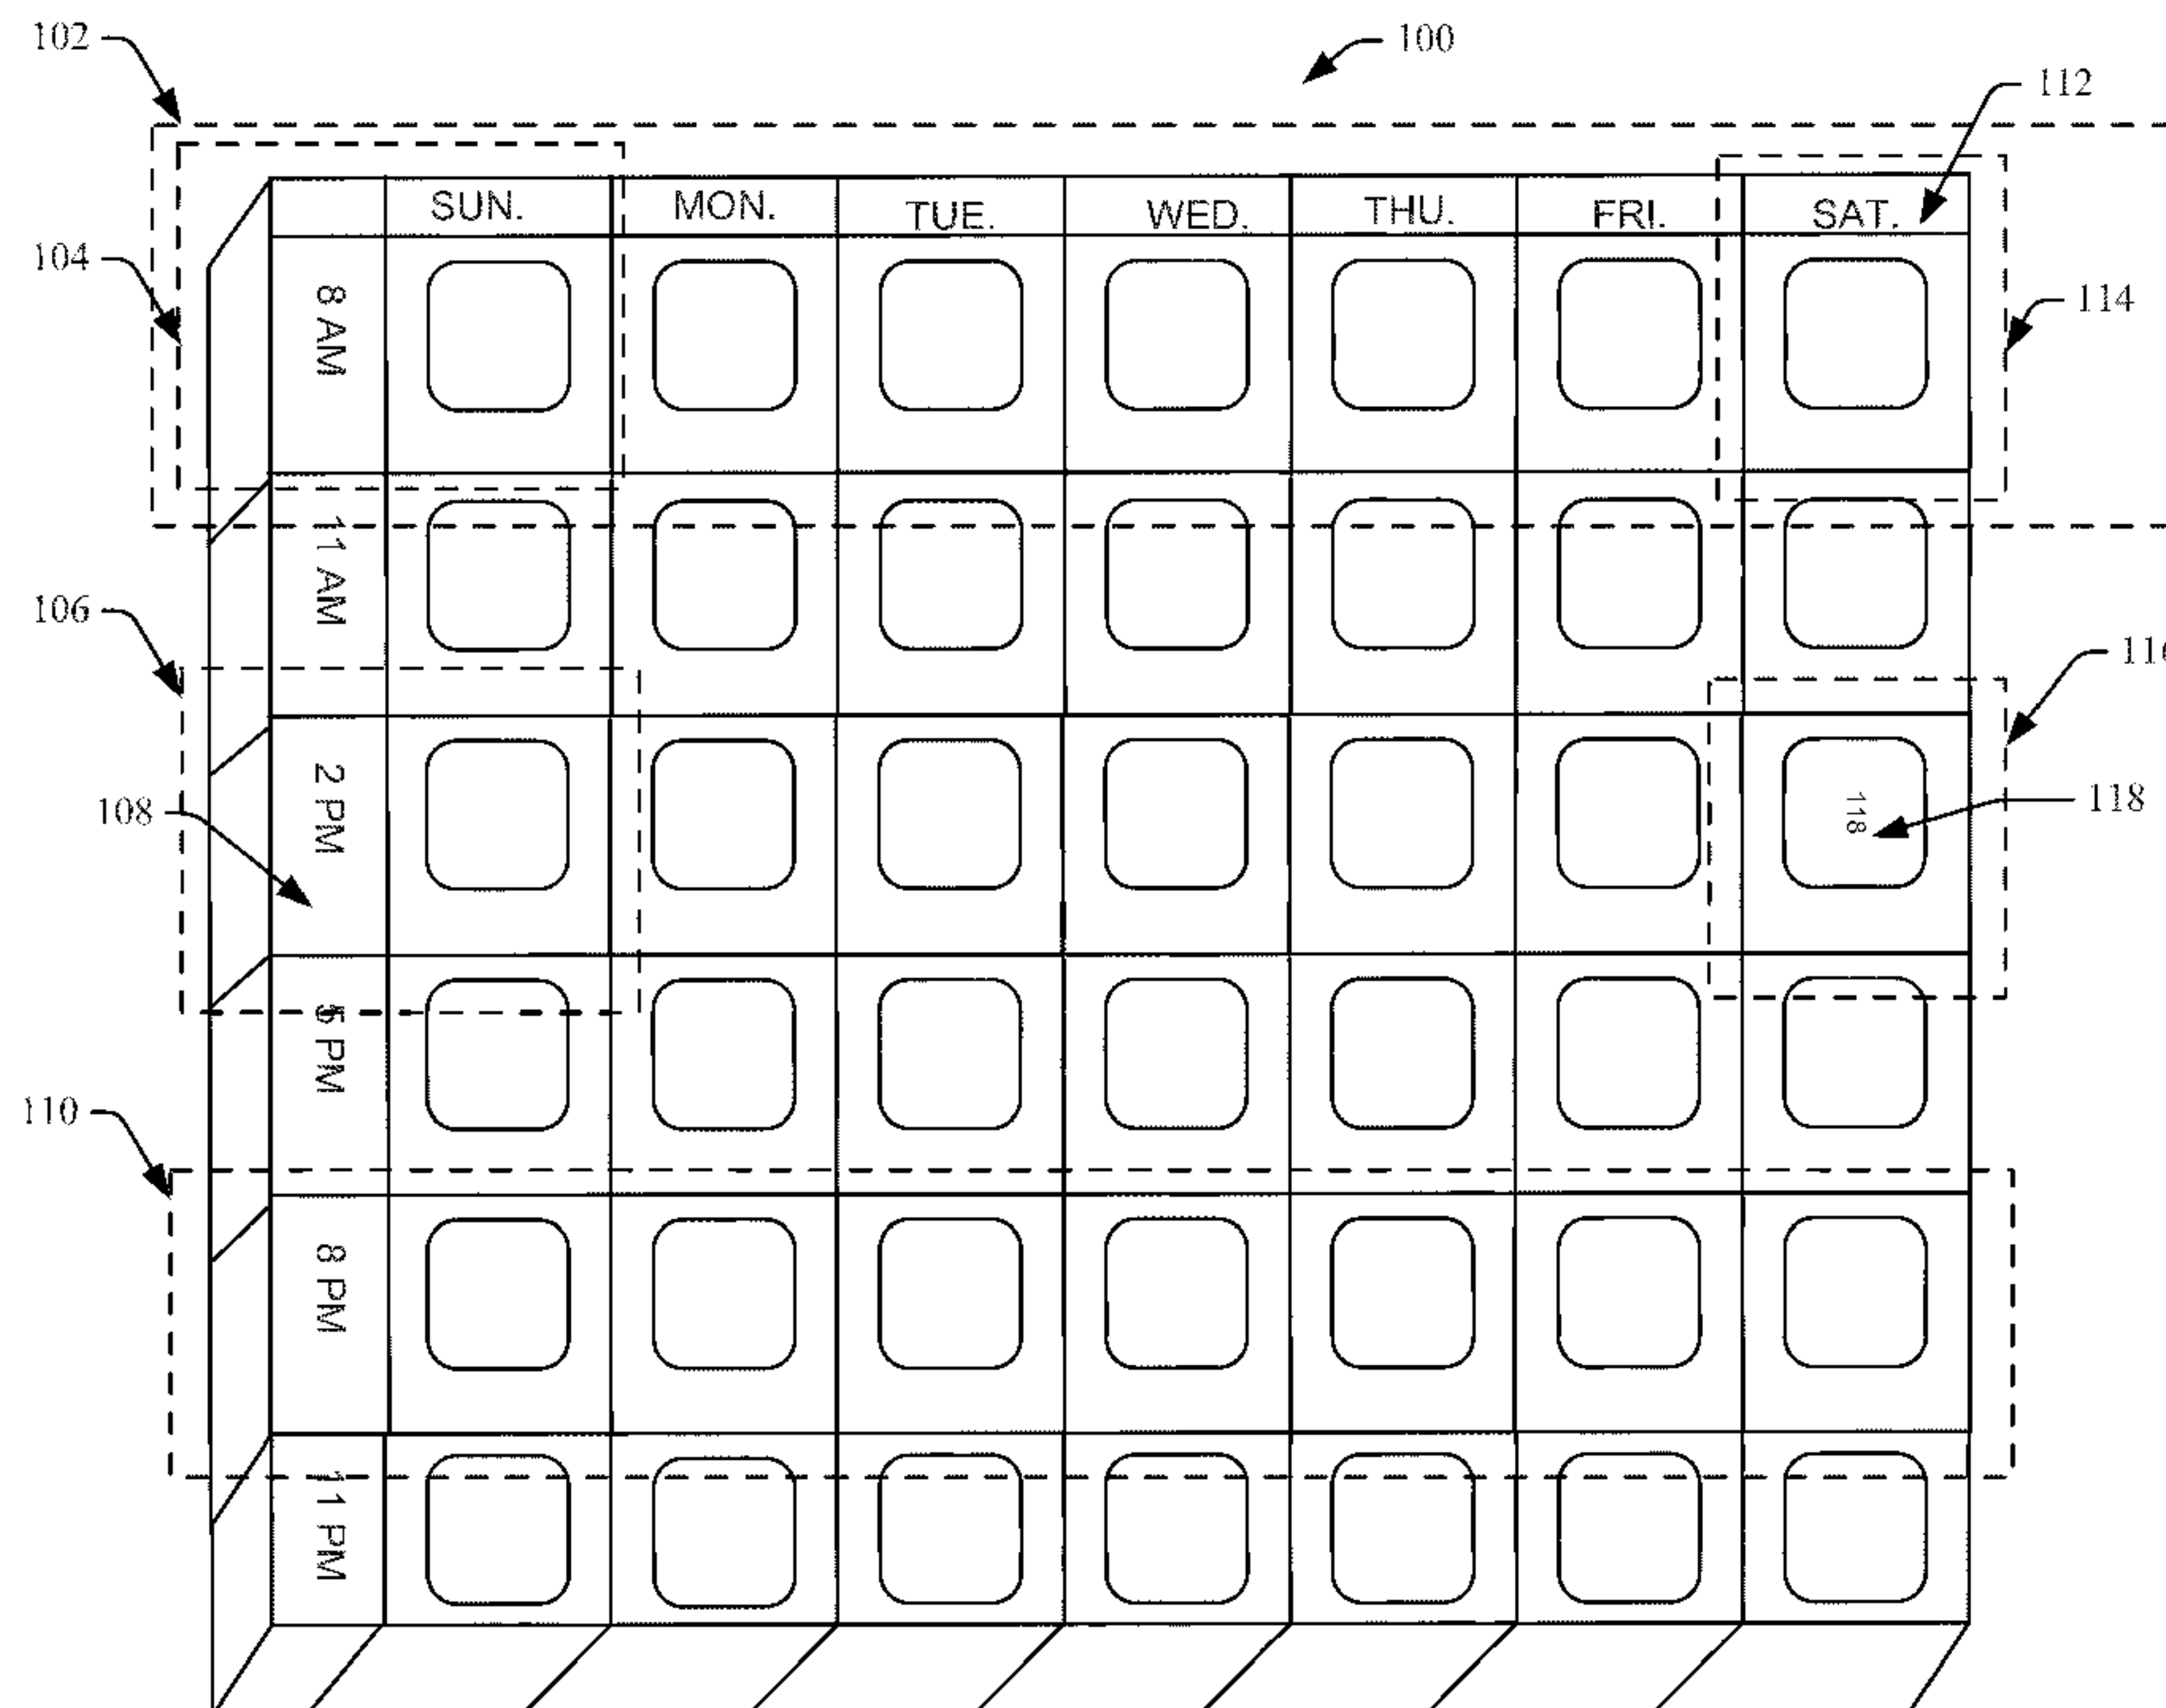 102
100
112
SUN. MON. TUE. WED. THU. FRI. SAT.
104
8 AM
114
11 AM
106
116
2 PM
118
118
108
5 PM
110
8 PM
11 PM